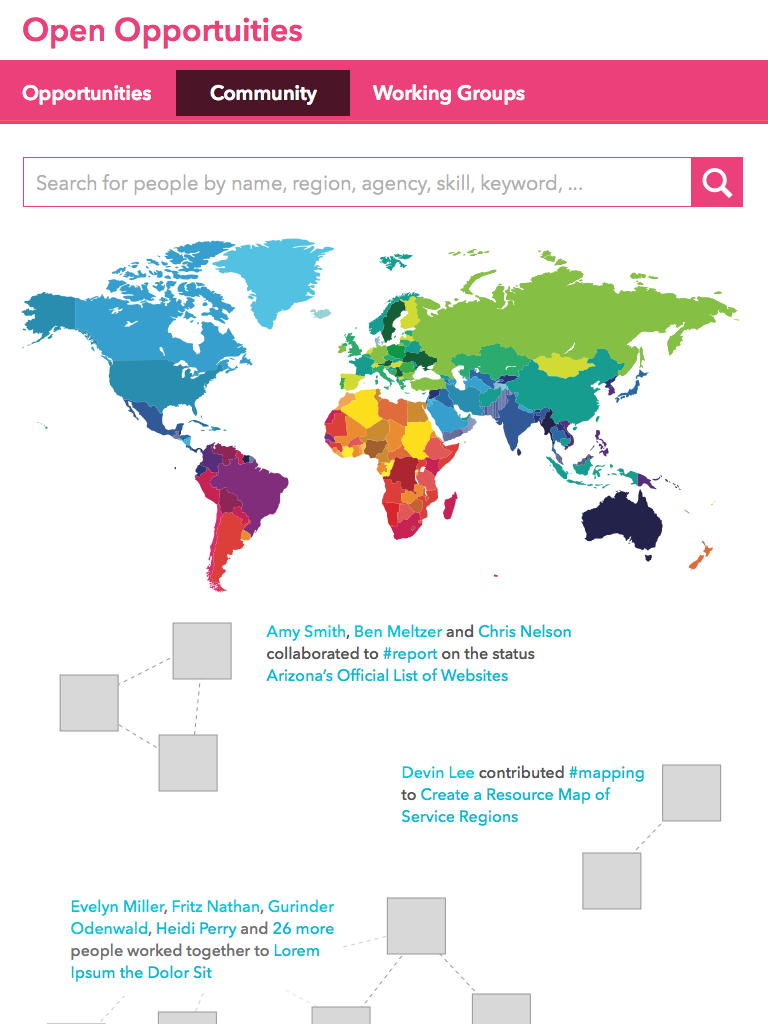 Open Opportuities
Opportunities
Community
Working Groups
Search for people by name, region, agency, skill, keyword, ...
Amy Smith, Ben Meltzer and Chris Nelson
collaborated to #report on the status
Arizona's Official List of Websites
Devin Lee contributed #mapping
to Create a Resource Map of
Service Regions
Evelyn Miller, Fritz Nathan, Gurinder
Odenwald, Heidi Perry and 26 more
people worked together to Lorem
Ipsum the Dolor Sit